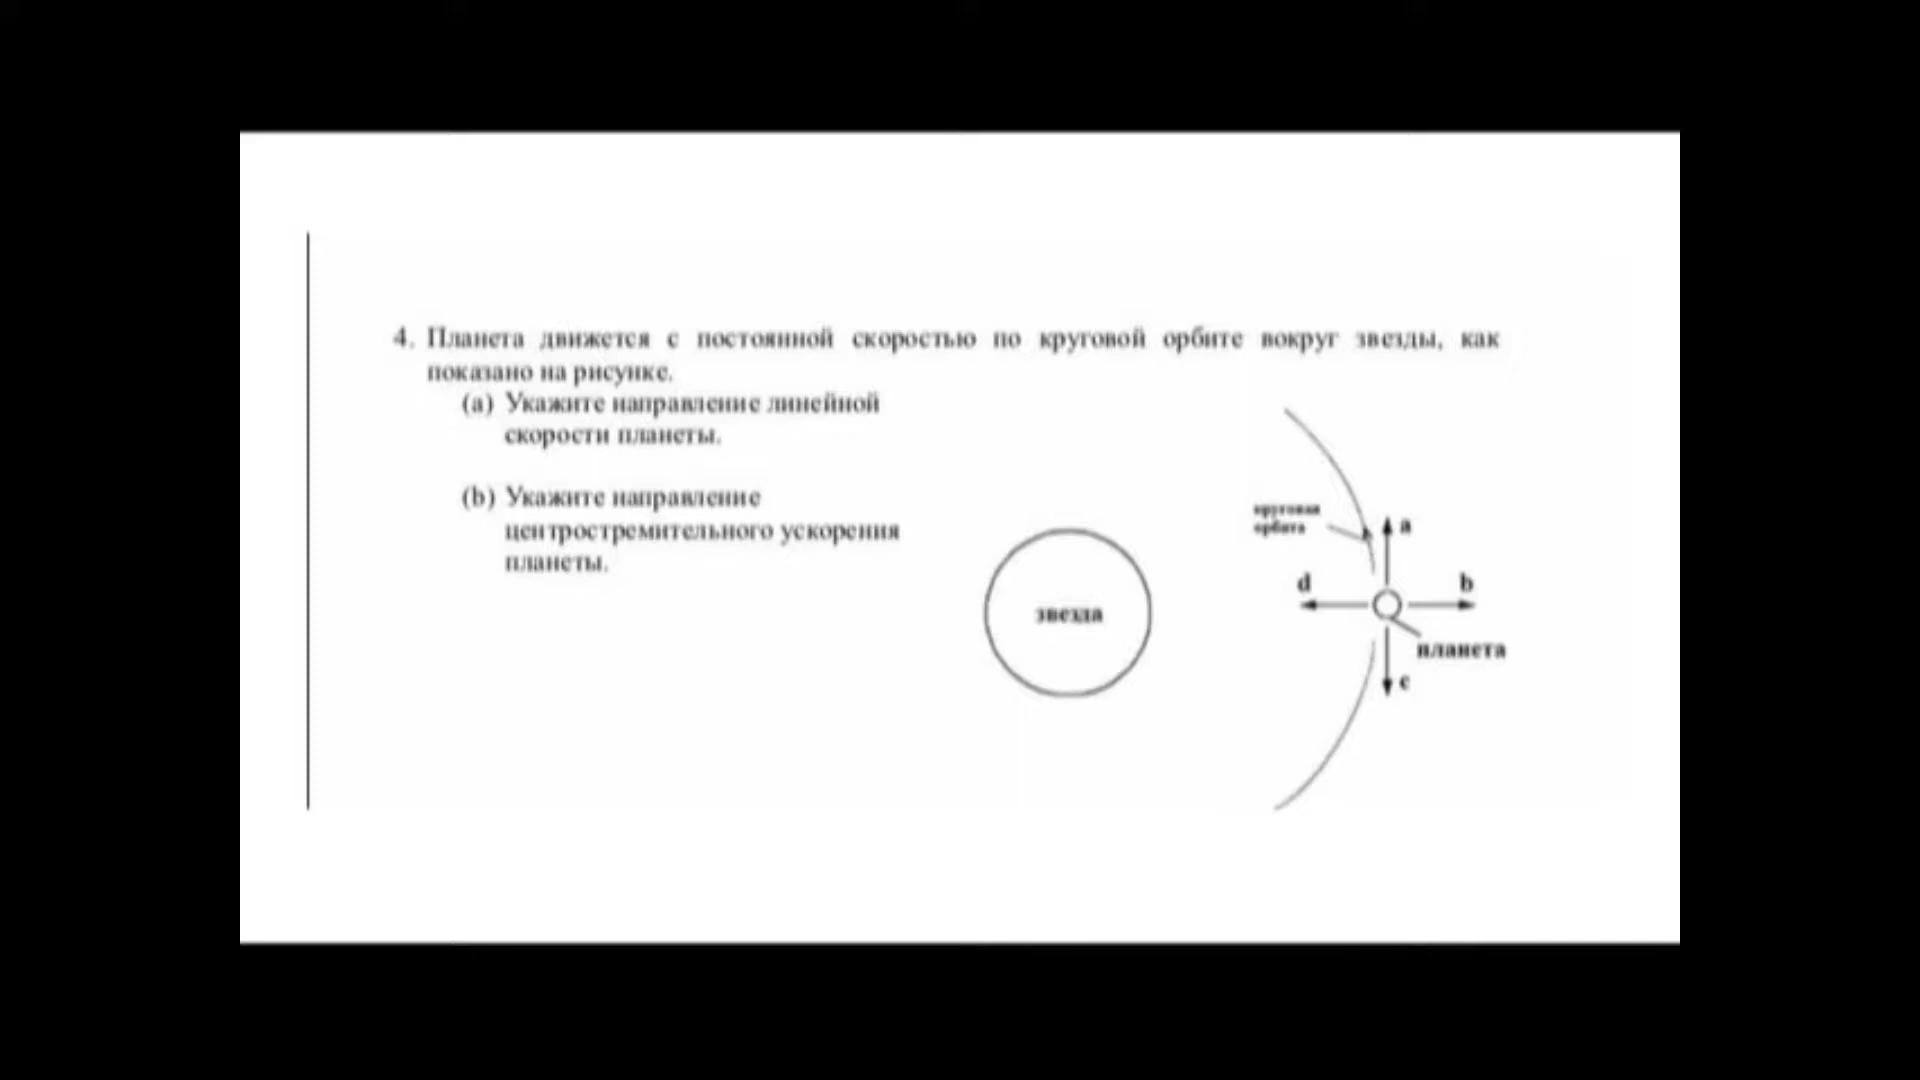 4. Планета движется с постоянной скоростью по круговой орбите вокруг звезды, как
показано на рисунке.
(a) Укажите направление линейной
скорости планеты.
(b) Укажите направление
центростремительного ускорения
планеты.
круговая
орбита
a
d
b
звезда
планета
c